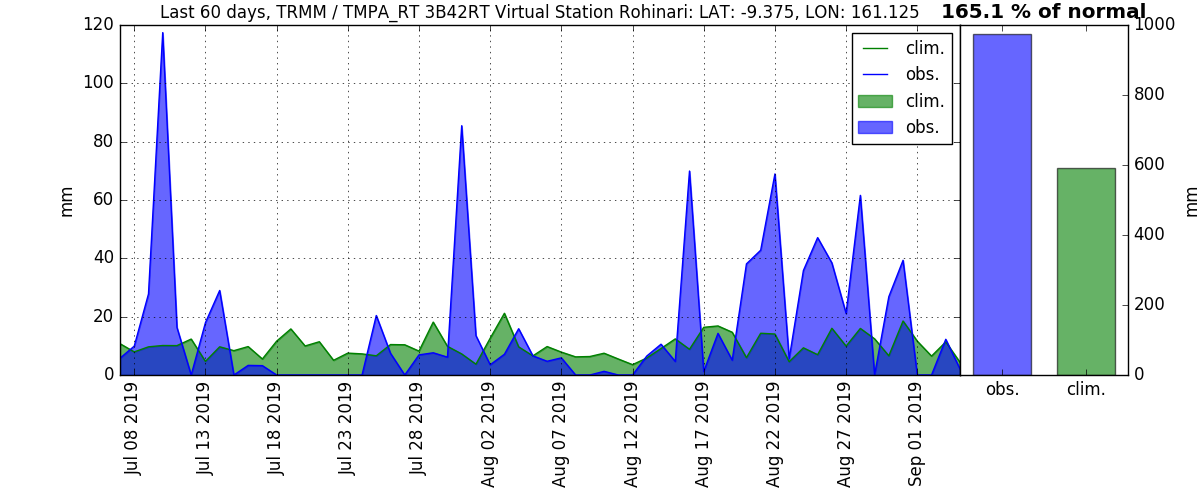 Last 60 days, TRMM / TMPA_RT 3B42RT Virtual Station Rohinari: LAT: -9.375, LON: 161.125
165.1 % of normal
120
100
80
60
40
20
0
mm
clim.
obs.
clim.
obs.
Jul 08 2019
Jul 13 2019
Jul 18 2019
Jul 23 2019
Jul 28 2019
Aug 02 2019
Aug 07 2019
Aug 12 2019
Aug 17 2019
Aug 22 2019
Aug 27 2019
Sep 01 2019
1000
800
600
400
200
0
mm
obs.
clim.